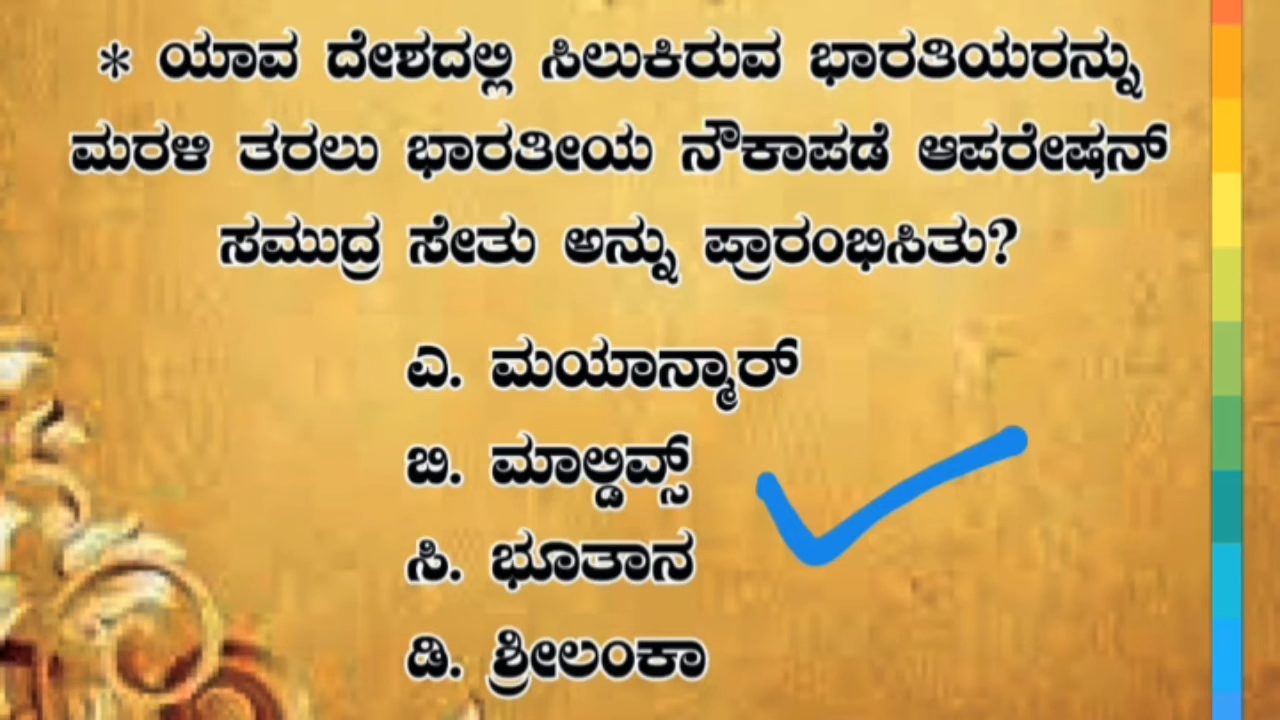 * ಯಾವ ದೇಶದಲ್ಲಿ ಸಿಲುಕಿರುವ ಭಾರತಿಯರನ್ನು
ಮರಳಿ ತರಲು ಭಾರತೀಯ ನೌಕಾಪಡೆ ಆಪರೇಷನ್
ಸಮುದ್ರ ಸೇತು ಅನ್ನು ಪ್ರಾರಂಭಿಸಿತು?
ಎ. ಮಯಾನ್ಮಾರ್
ಬಿ. ಮಾಲ್ಡಿವ್ಸ್
ಸಿ. ಭೂತಾನ
ಡಿ. ಶ್ರೀಲಂಕಾ